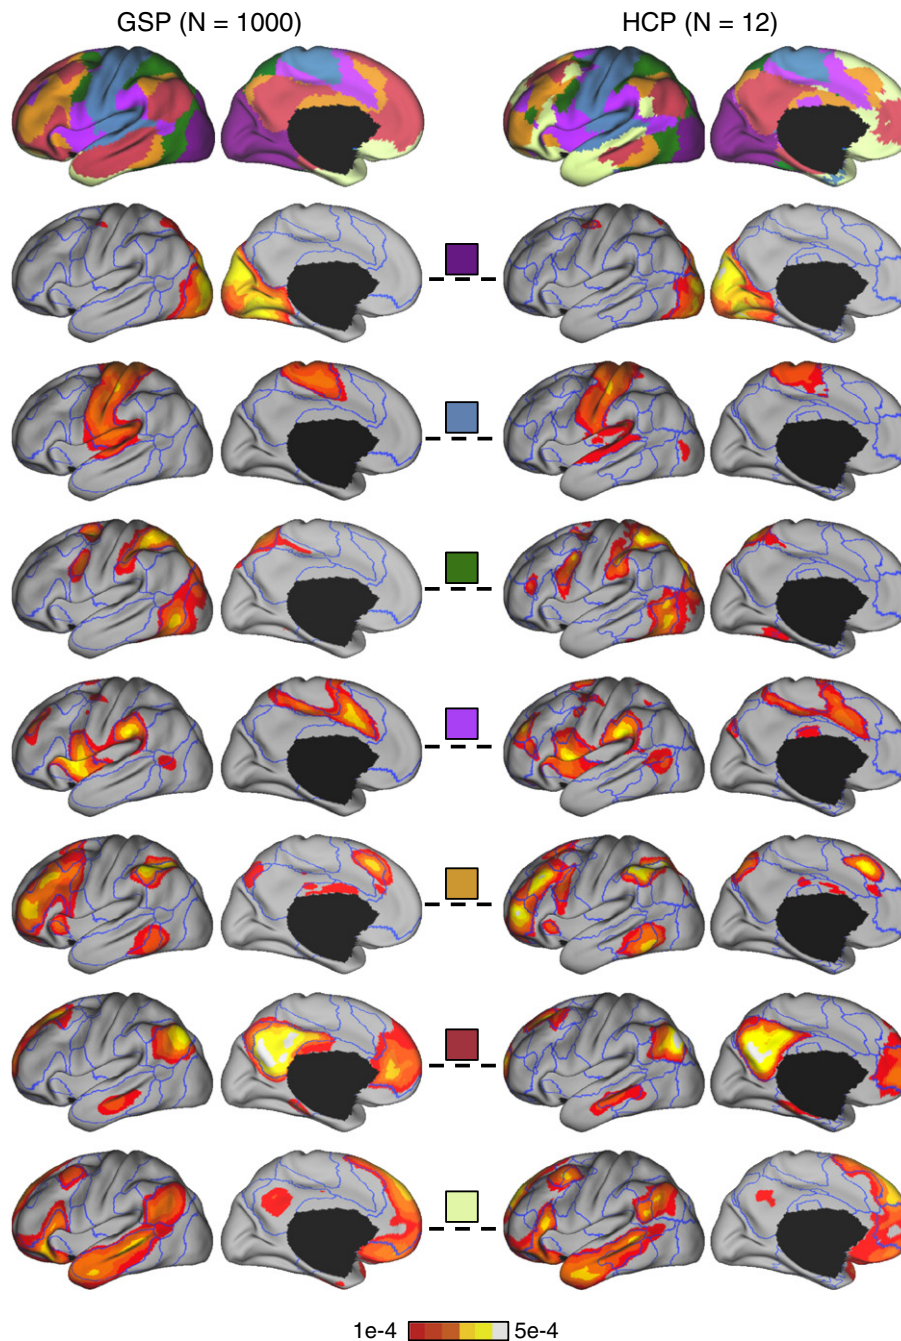 GSP (N = 1000)
HCP (N = 12)
1e-4
5e-4